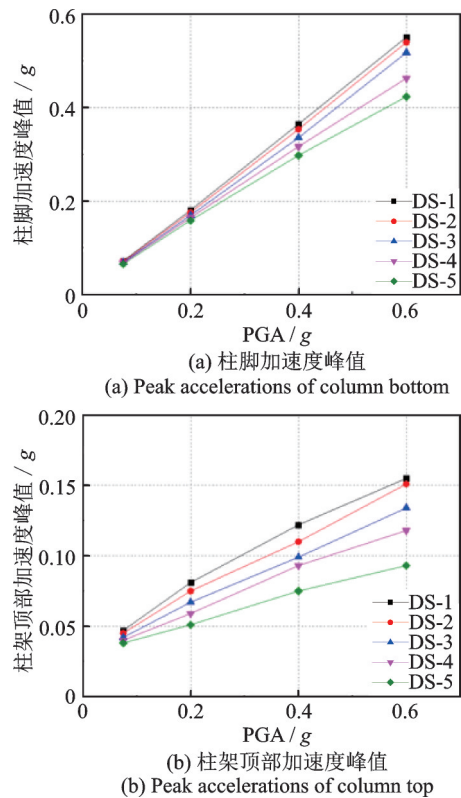 0.6
0.4
0.2
0
柱脚加速度峰值 / g
DS-1
DS-2
DS-3
DS-4
DS-5
0 0.2 0.4 0.6
PGA / g
(a) 柱脚加速度峰值
(a) Peak accelerations of column bottom
0.20
0.15
0.10
0.05
0
柱架顶部加速度峰值 / g
DS-1
DS-2
DS-3
DS-4
DS-5
0 0.2 0.4 0.6
PGA / g
(b) 柱架顶部加速度峰值
(b) Peak accelerations of column top